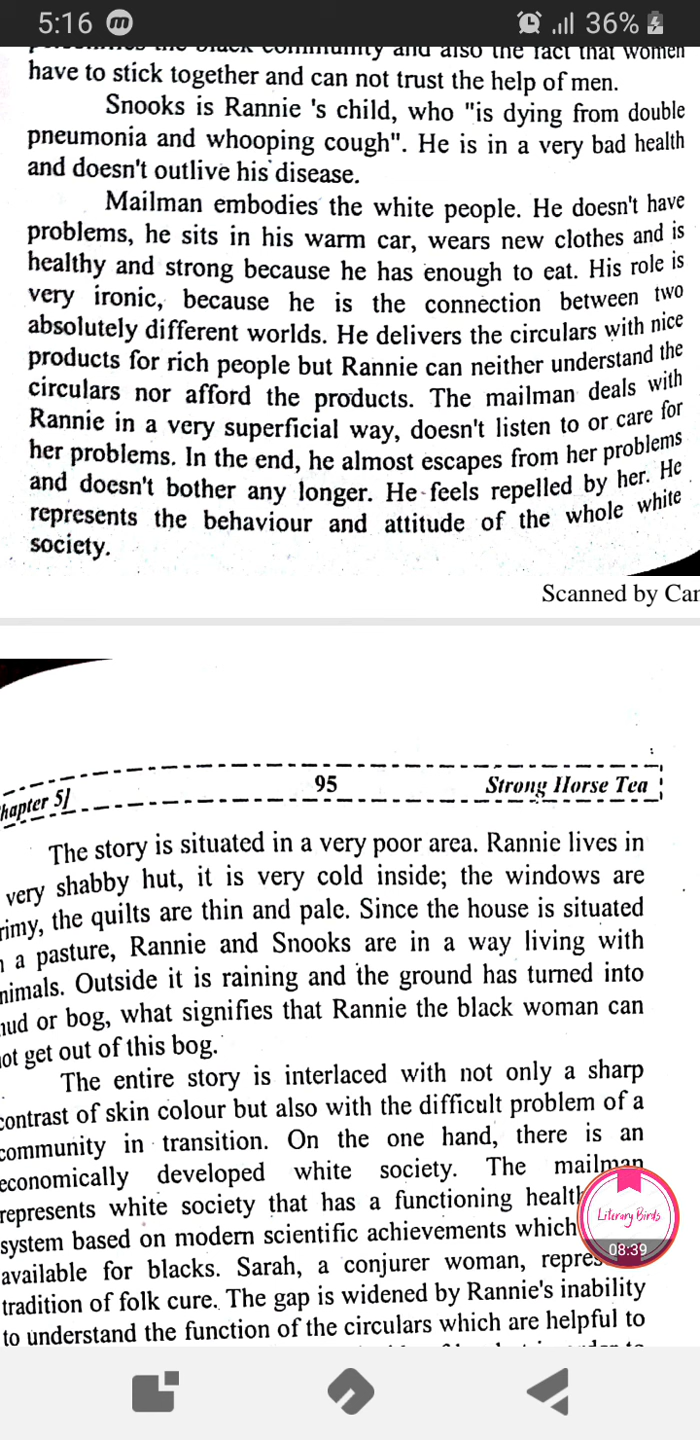 5:16 m 36%
have to stick together and can not trust the help of men.
Snooks is Rannie 's child, who "is dying from double
pneumonia and whooping cough". He is in a very bad health
and doesn't outlive his disease.
Mailman embodies the white people. He doesn't have
problems, he sits in his warm car, wears new clothes and is
healthy and strong because he has enough to eat. His role is
very ironic, because he is the connection between two
absolutely different worlds. He delivers the circulars with nice
products for rich people but Rannie can neither understand the
circulars nor afford the products. The mailman deals with
Rannie in a very superficial way, doesn't listen to or care for
her problems. In the end, he almost escapes from her problems
and doesn't bother any longer. He feels repelled by her. He
represents the behaviour and attitude of the whole white
society.
Scanned by Car
hapter 5]
95
Strong Horse Tea
The story is situated in a very poor area. Rannie lives in
very shabby hut, it is very cold inside; the windows are
rimy, the quilts are thin and pale. Since the house is situated
a pasture, Rannie and Snooks are in a way living with
nimals. Outside it is raining and the ground has turned into
nud or bog, what signifies that Rannie the black woman can
ot get out of this bog.
The entire story is interlaced with not only a sharp
contrast of skin colour but also with the difficult problem of a
community in transition. On the one hand, there is an
economically developed white society. The mailman
represents white society that has a functioning healt
system based on modern scientific achievements which
available for blacks. Sarah, a conjurer woman, repres
tradition of folk cure. The gap is widened by Rannie's inability
to understand the function of the circulars which are helpful to
Literary Birds
08:39